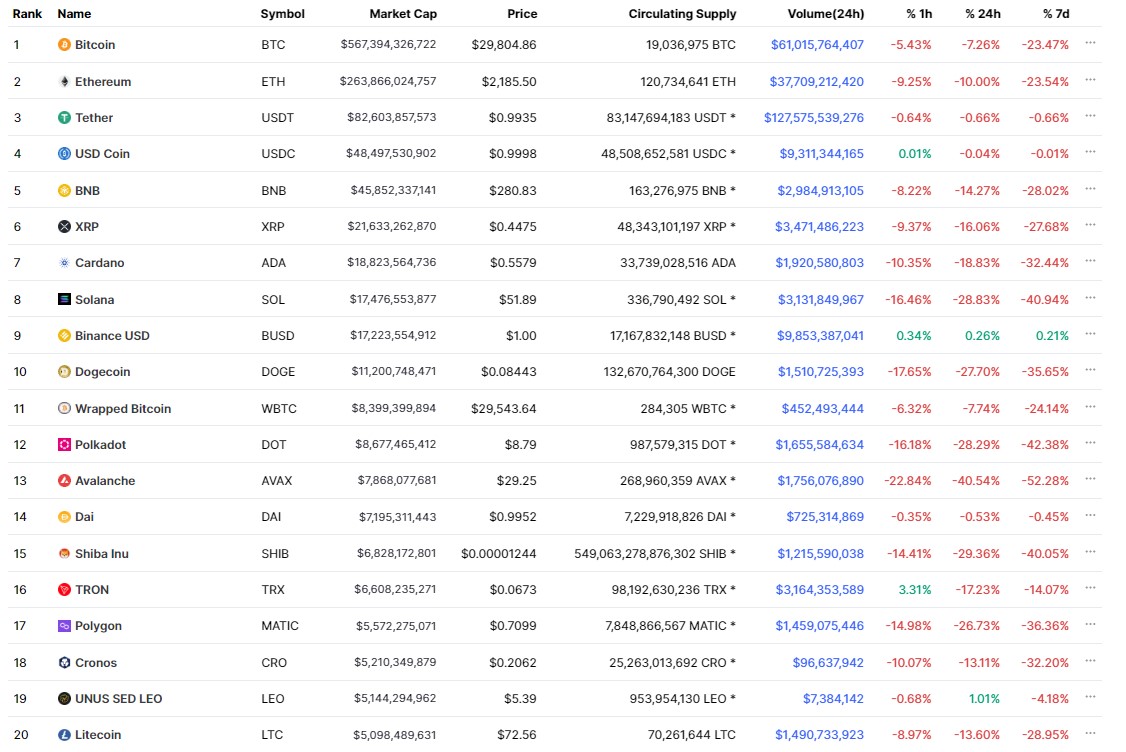 Rank Name Symbol Market Cap Price Circulating Supply Volume(24h) % 1h % 24h % 7d
1 Bitcoin BTC $567,394,326,722 $29,804.86 19,036,975 BTC $61,015,764,407 -5.43% -7.26% -23.47% ...
2 Ethereum ETH $263,866,024,757 $2,185.50 120,734,641 ETH $37,709,212,420 -9.25% -10.00% -23.54% ...
3 Tether USDT $82,603,857,573 $0.9935 83,147,694,183 USDT * $127,575,539,276 -0.64% -0.66% -0.66% ...
4 USD Coin USDC $48,497,530,902 $0.9998 48,508,652,581 USDC * $9,311,344,165 0.01% -0.04% -0.01% ...
5 BNB BNB $45,852,337,141 $280.83 163,276,975 BNB * $2,984,913,105 -8.22% -14.27% -28.02% ...
6 XRP XRP $21,633,262,870 $0.4475 48,343,101,197 XRP * $3,471,486,223 -9.37% -16.06% -27.68% ...
7 Cardano ADA $18,823,564,736 $0.5579 33,739,028,516 ADA $1,920,580,803 -10.35% -18.83% -32.44% ...
8 Solana SOL $17,476,553,877 $51.89 336,790,492 SOL * $3,131,849,967 -16.46% -28.83% -40.94% ...
9 Binance USD BUSD $17,223,554,912 $1.00 17,167,832,148 BUSD * $9,853,387,041 0.34% 0.26% 0.21% ...
10 Dogecoin DOGE $11,200,748,471 $0.08443 132,670,764,300 DOGE $1,510,725,393 -17.65% -27.70% -35.65% ...
11 Wrapped Bitcoin WBTC $8,399,399,894 $29,543.64 284,305 WBTC * $452,493,444 -6.32% -7.74% -24.14% ...
12 Polkadot DOT $8,677,465,412 $8.79 987,579,315 DOT * $1,655,584,634 -16.18% -28.29% -42.38% ...
13 Avalanche AVAX $7,868,077,681 $29.25 268,960,359 AVAX * $1,756,076,890 -22.84% -40.54% -52.28% ...
14 Dai DAI $7,195,311,443 $0.9952 7,229,918,826 DAI * $725,314,869 -0.35% -0.53% -0.45% ...
15 Shiba Inu SHIB $6,828,172,801 $0.00001244 549,063,278,876,302 SHIB * $1,215,590,038 -14.41% -29.36% -40.05% ...
16 TRON TRX $6,608,235,271 $0.0673 98,192,630,236 TRX * $3,164,353,589 3.31% -17.23% -14.07% ...
17 Polygon MATIC $5,572,275,071 $0.7099 7,848,866,567 MATIC * $1,459,075,446 -14.98% -26.73% -36.36% ...
18 Cronos CRO $5,210,349,879 $0.2062 25,263,013,692 CRO * $96,637,942 -10.07% -13.11% -32.20% ...
19 UNUS SED LEO LEO $5,144,294,962 $5.39 953,954,130 LEO * $7,384,142 -0.68% 1.01% -4.18% ...
20 Litecoin LTC $5,098,489,631 $72.56 70,261,644 LTC $1,490,733,923 -8.97% -13.60% -28.95% ...